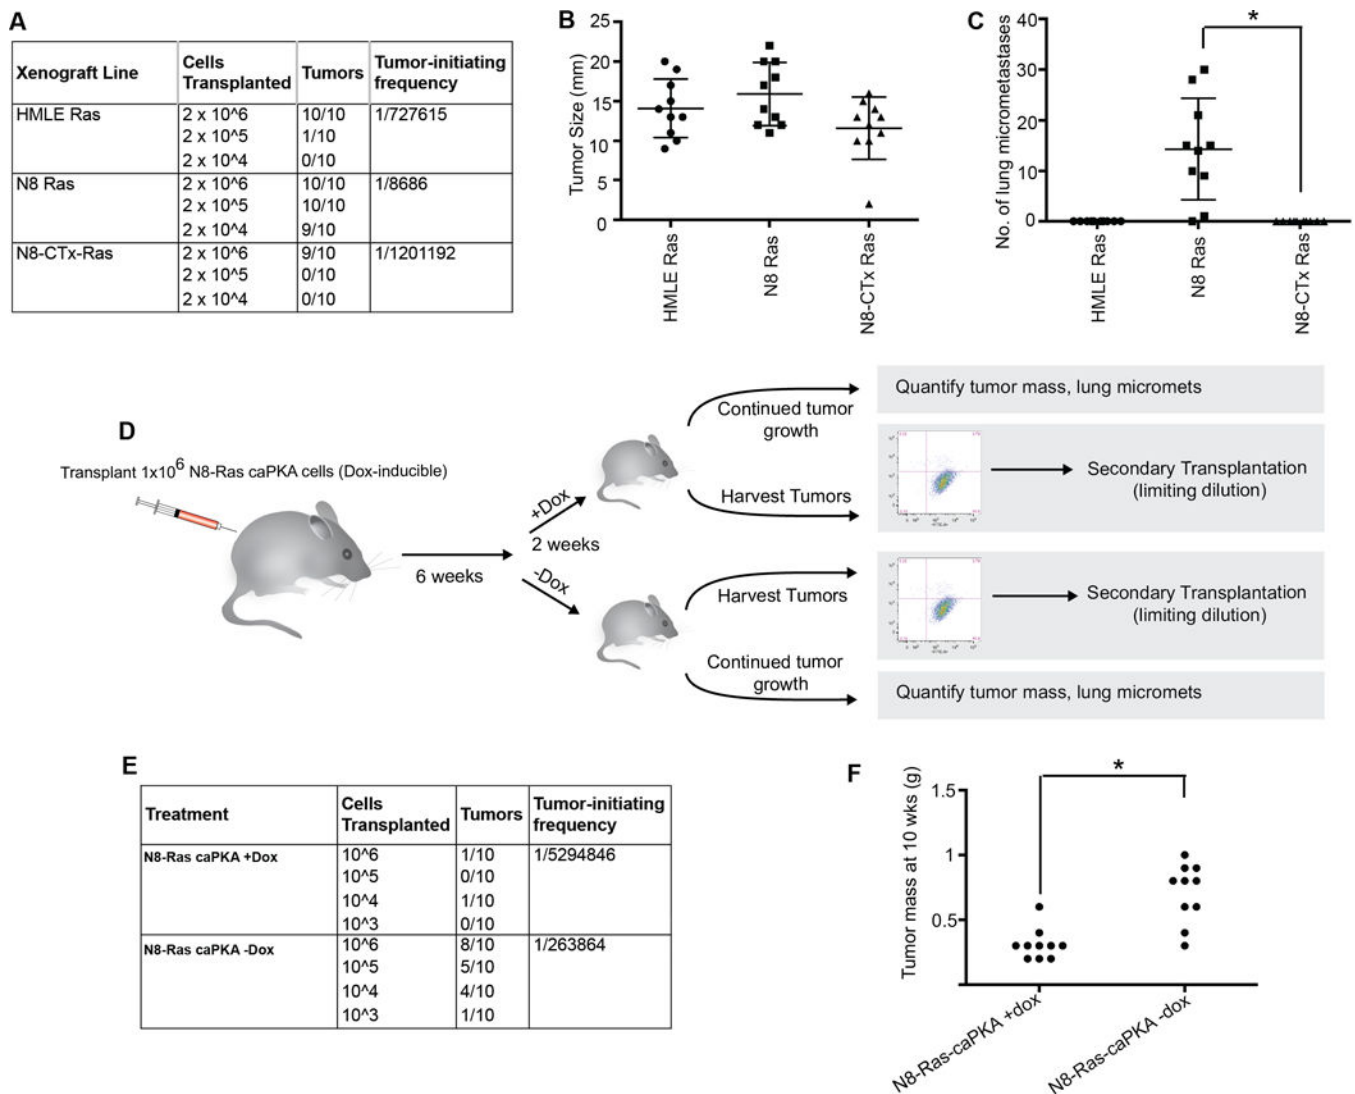 A
Xenograft Line Cells Transplanted Tumors Tumor-initiating frequency
HMLE Ras 2 x 10^6 10/10 1/727615
2 x 10^5 1/10
2 x 10^4 0/10
N8 Ras 2 x 10^6 10/10 1/8686
2 x 10^5 10/10
2 x 10^4 9/10
N8-CTx-Ras 2 x 10^6 9/10 1/1201192
2 x 10^5 0/10
2 x 10^4 0/10
B
Tumor Size (mm)
25
20
15
10
5
0
HMLE Ras
N8 Ras
N8-CTx Ras
C
No. of lung micrometastases
40
30
20
10
0
*
HMLE Ras
N8 Ras
N8-CTx Ras
D
Transplant 1x10^6 N8-Ras caPKA cells (Dox-inducible)
6 weeks
+Dox
2 weeks
-Dox
Continued tumor
growth
Quantify tumor mass, lung micromets
Harvest Tumors
Secondary Transplantation
(limiting dilution)
Harvest Tumors
Secondary Transplantation
(limiting dilution)
Continued tumor
growth
Quantify tumor mass, lung micromets
E
Treatment Cells Transplanted Tumors Tumor-initiating frequency
N8-Ras caPKA +Dox 10^6 1/10 1/5294846
10^5 0/10
10^4 1/10
10^3 0/10
N8-Ras caPKA -Dox 10^6 8/10 1/263864
10^5 5/10
10^4 4/10
10^3 1/10
F
Tumor mass at 10 wks (g)
1.5
1
0.5
*
N8-Ras-caPKA +dox
N8-Ras-caPKA -dox